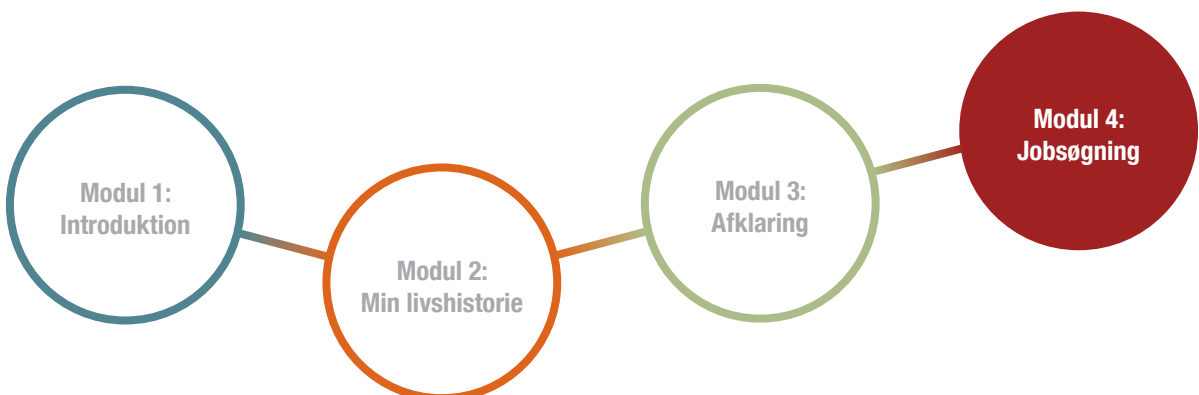 Modul 1:
Introduktion
Modul 2:
Min livshistorie
Modul 3:
Afklaring
Modul 4:
Jobsøgning